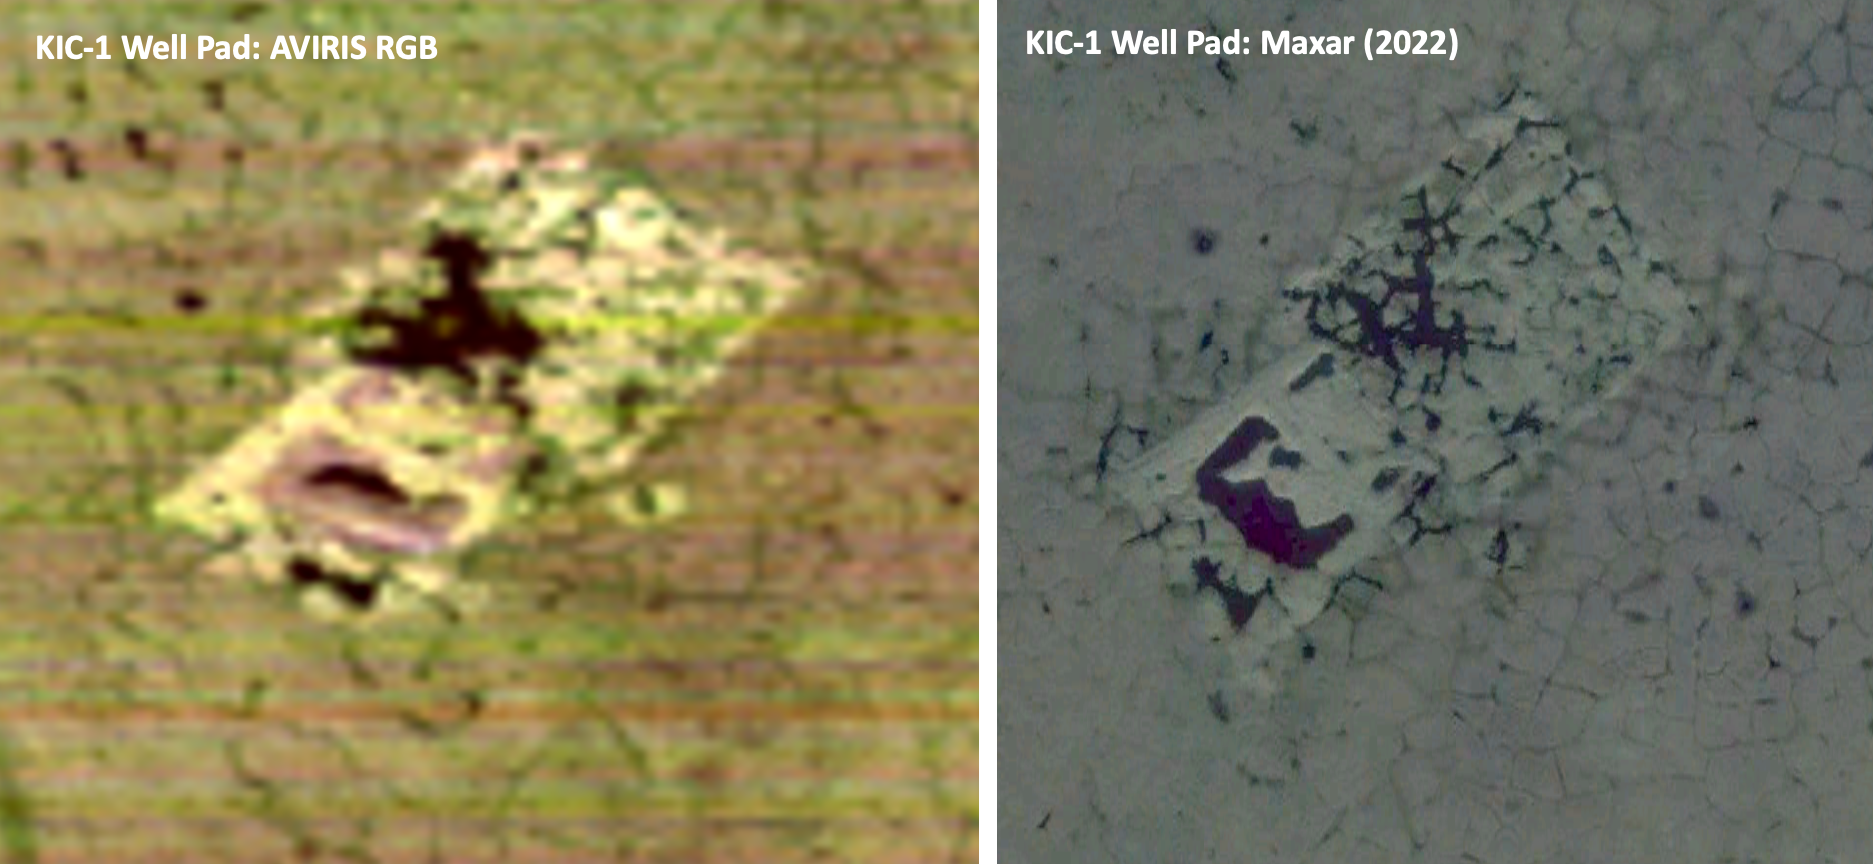 KIC-1 Well Pad: AVIRIS RGB
KIC-1 Well Pad: Maxar (2022)